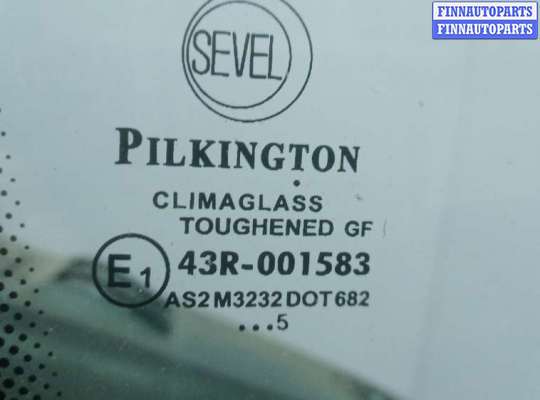 FINNAUTOPARTS
FINNAUTOPARTS
SEVEL
PILKINGTON
CLIMAGLASS
TOUGHENED GF
E1 43R-001583
AS2 M3232 DOT 682
...5